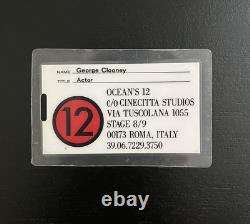 NAME George Clooney
TITLE Actor
12
OCEAN'S 12
C/O CINECITTA STUDIOS
VIA TUSCOLANA 1055
STAGE 8/9
00173 ROMA, ITALY
39.06.7229.3750